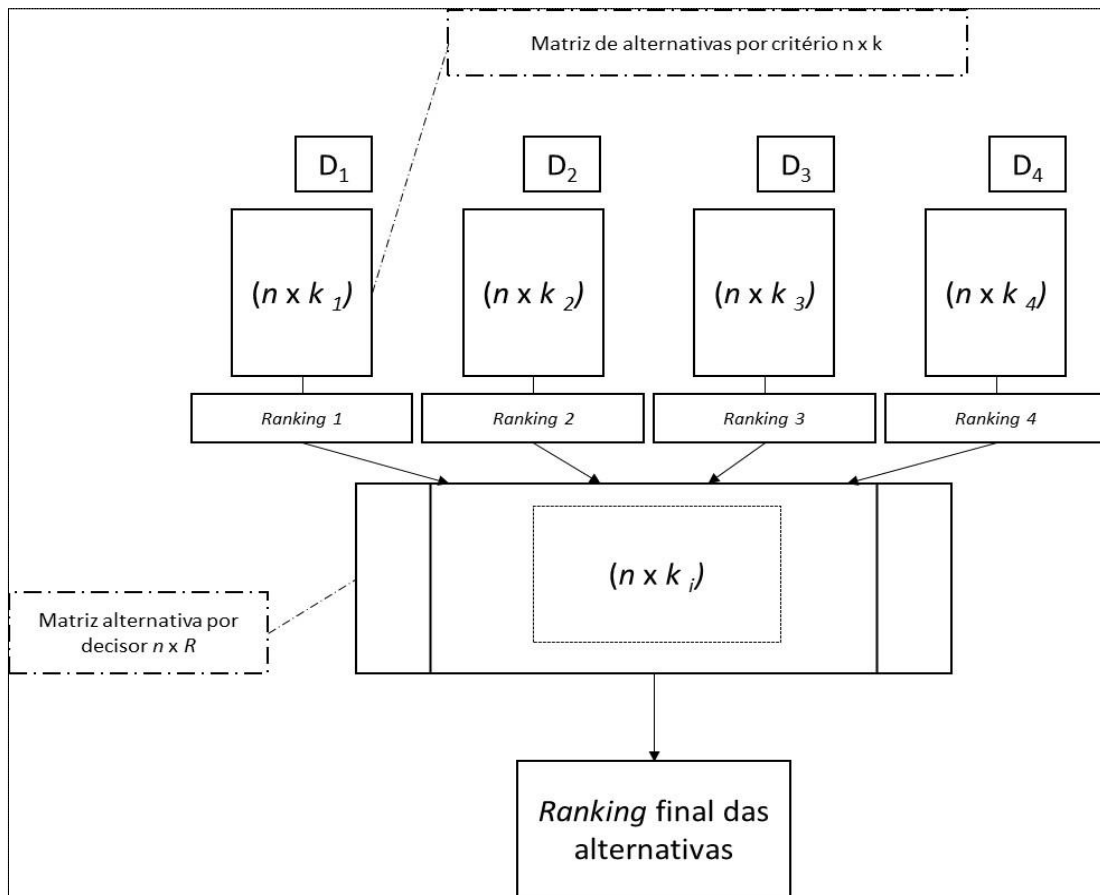 Matriz de alternativas por critério n x k
D1
D2
D3
D4
(n x k 1)
(n x k 2)
(n x k 3)
(n x k 4)
Ranking 1
Ranking 2
Ranking 3
Ranking 4
(n x k i)
Matriz alternativa por
decisor n x R
Ranking final das
alternativas